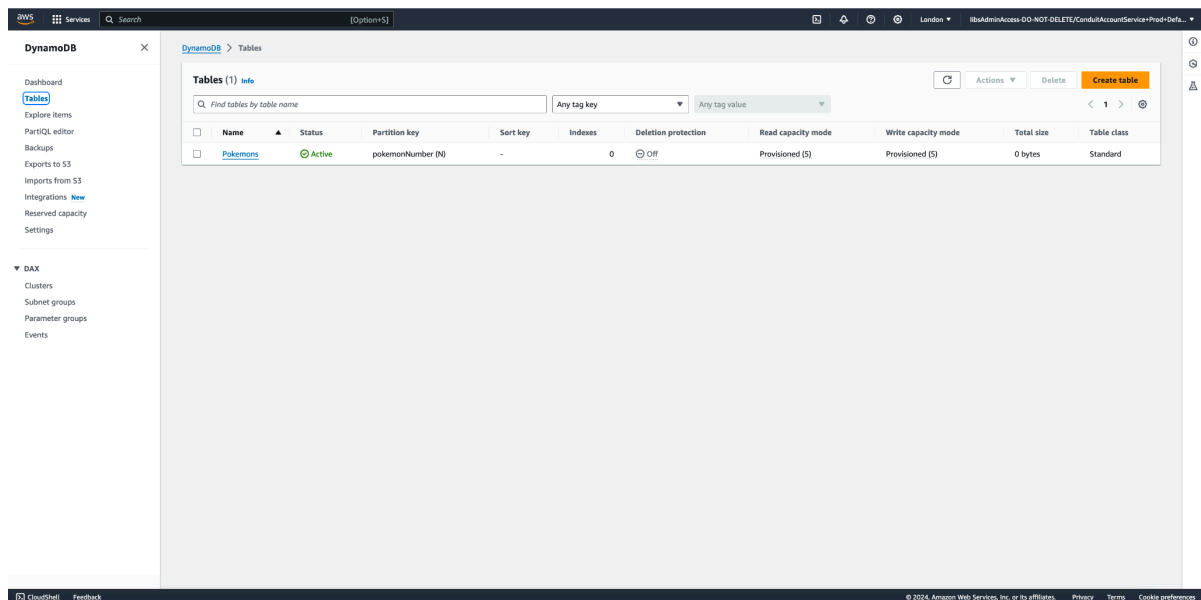 aws Services Search [Option+S] London libsAdminAccess-DO-NOT-DELETE/ConduitAccountService+Prod+Defa...
DynamoDB
DynamoDB > Tables
Dashboard
Tables
Explore items
PartiQL editor
Backups
Exports to S3
Imports from S3
Integrations New
Reserved capacity
Settings
DAX
Clusters
Subnet groups
Parameter groups
Events
Tables (1) Info
Actions Delete Create table
Find tables by table name Any tag key Any tag value < 1 >
Name Status Partition key Sort key Indexes Deletion protection Read capacity mode Write capacity mode Total size Table class
Pokemons Active pokemonNumber (N) - 0 Off Provisioned (5) Provisioned (5) 0 bytes Standard
CloudShell Feedback © 2024, Amazon Web Services, Inc. or its affiliates. Privacy Terms Cookie preferences